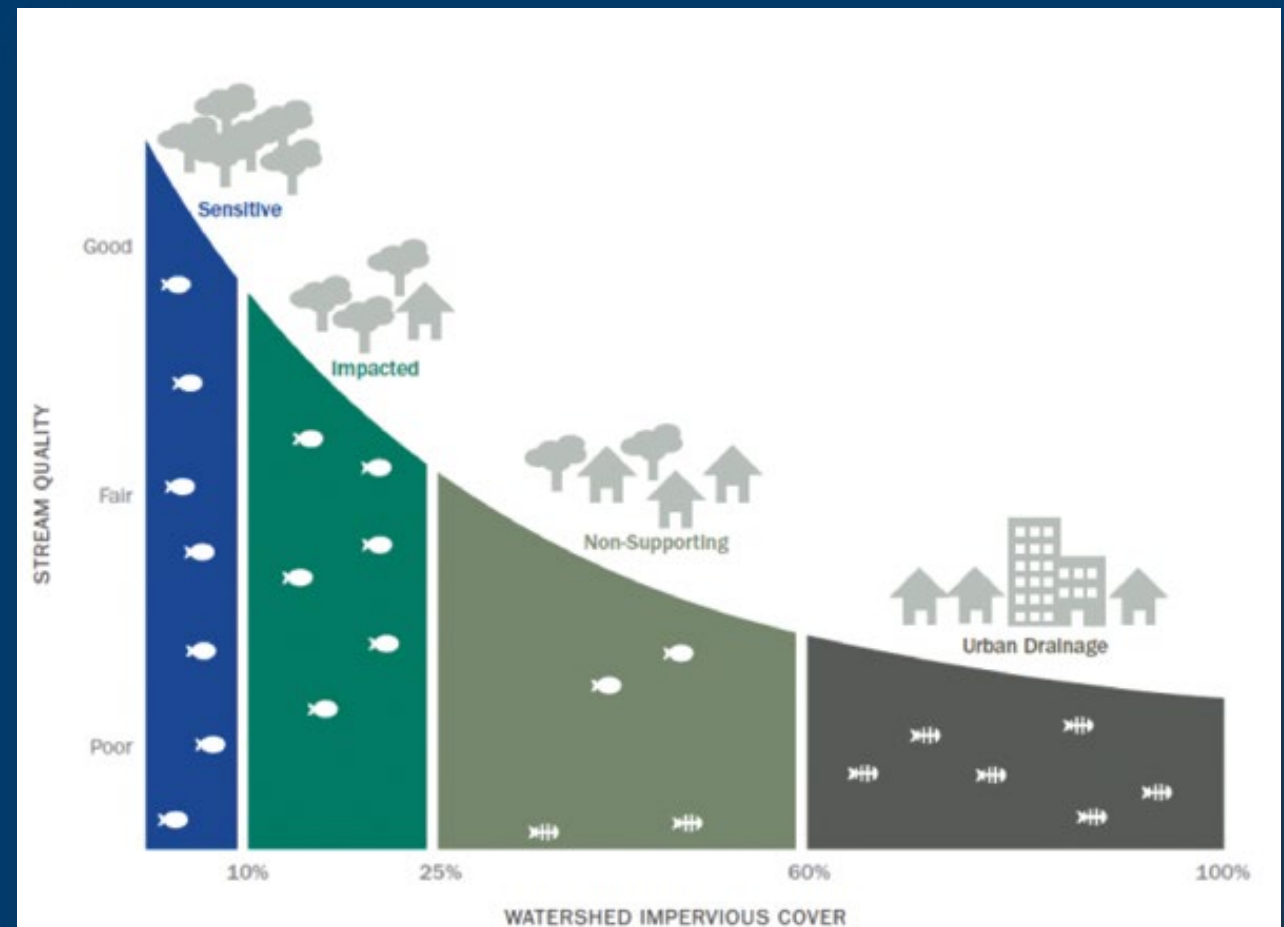 Sensitive
Good
Impacted
STREAM QUALITY
Fair
Non-Supporting
Urban Drainage
Poor
10%
25%
60%
100%
WATERSHED IMPERVIOUS COVER